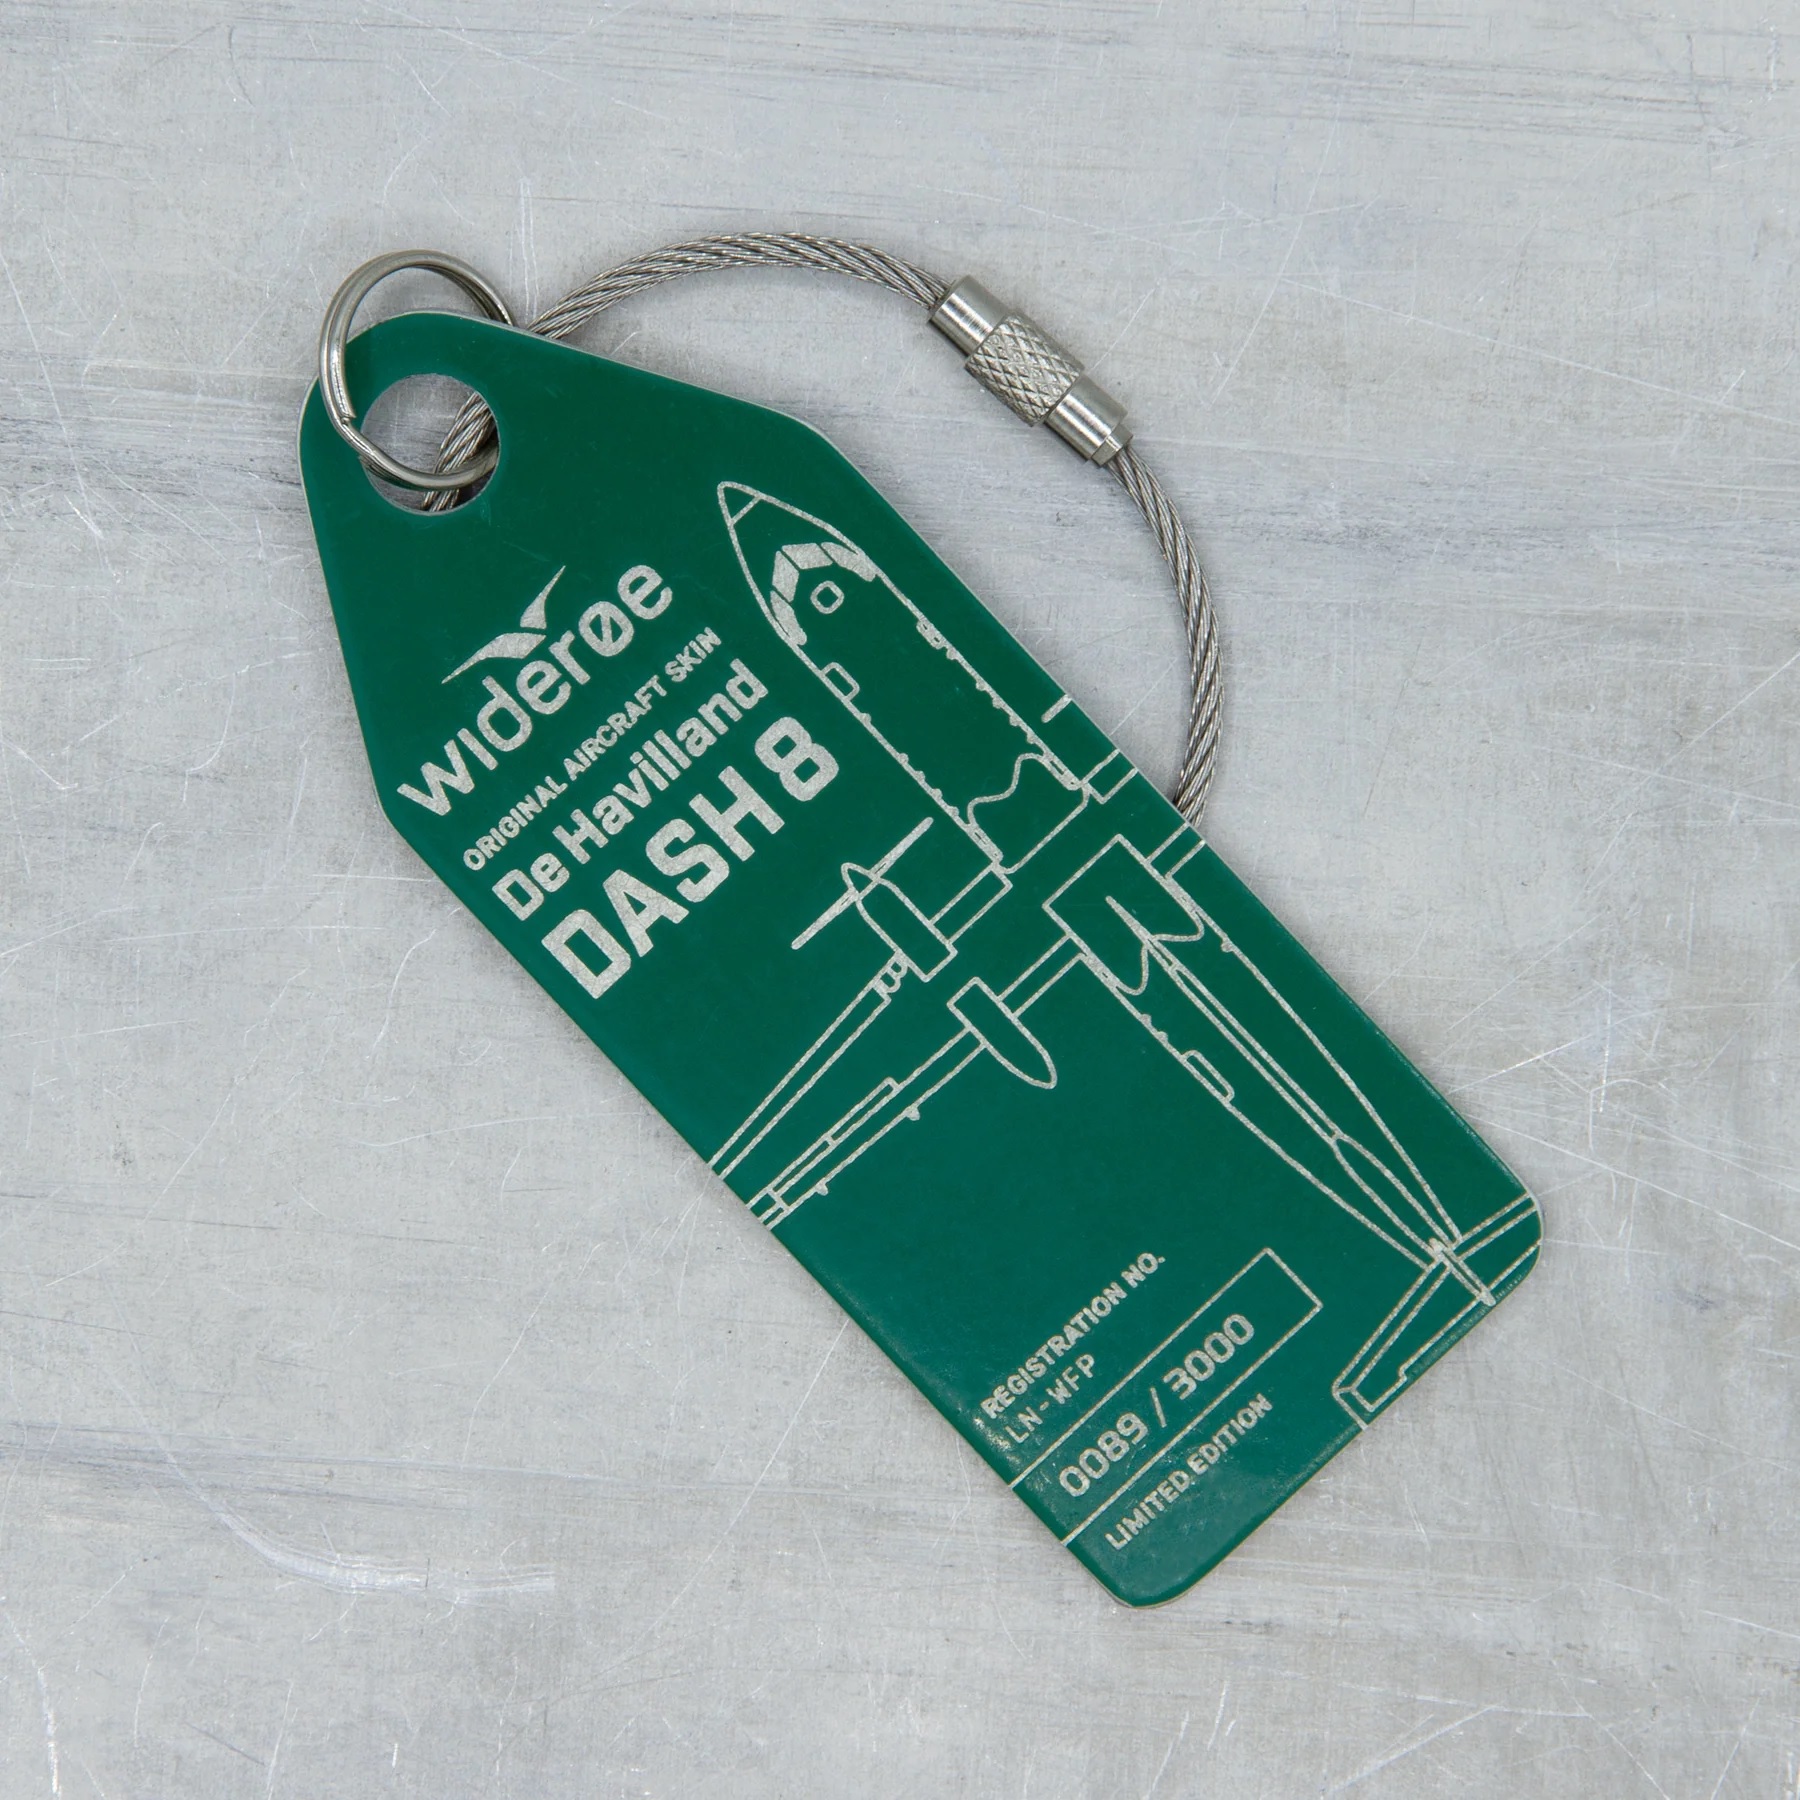 widerøe
ORIGINAL AIRCRAFT SKIN
De Havilland
DASH 8
REGISTRATION NO.
LN-WFP
0089 / 3000
LIMITED EDITION